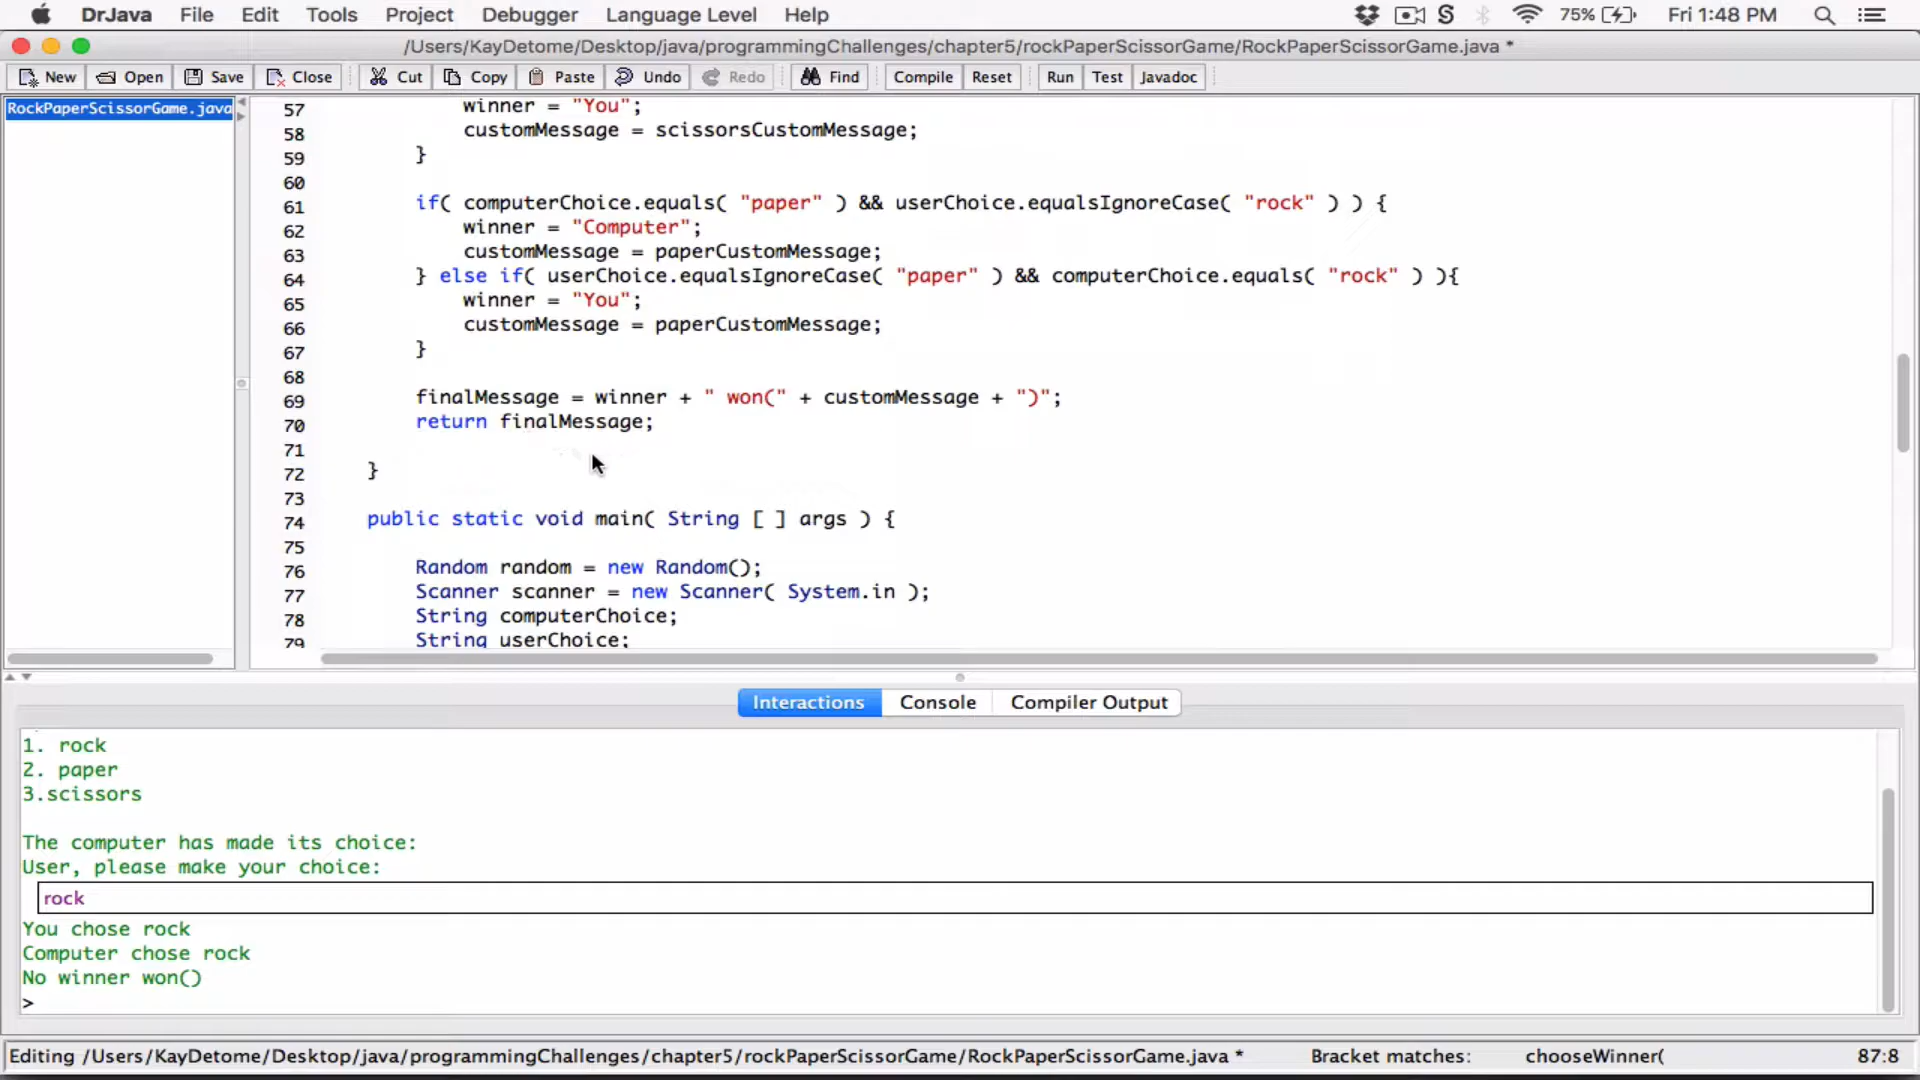 DrJava File Edit Tools Project Debugger Language Level Help 75% Fri 1:48 PM
/Users/KayDetome/Desktop/java/programmingChallenges/chapter5/rockPaperScissorGame/RockPaperScissorGame.java *
New Open Save Close Cut Copy Paste Undo Redo Find Compile Reset Run Test Javadoc
RockPaperScissorGame.java
57 winner = "You";
58 customMessage = scissorsCustomMessage;
59 }
60
61 if( computerChoice.equals( "paper" ) && userChoice.equalsIgnoreCase( "rock" ) ) {
62 winner = "Computer";
63 customMessage = paperCustomMessage;
64 } else if( userChoice.equalsIgnoreCase( "paper" ) && computerChoice.equals( "rock" ) ){
65 winner = "You";
66 customMessage = paperCustomMessage;
67 }
68
69 finalMessage = winner + " won(" + customMessage + ")";
70 return finalMessage;
71
72 }
73
74 public static void main( String [ ] args ) {
75
76 Random random = new Random();
77 Scanner scanner = new Scanner( System.in );
78 String computerChoice;
79 String userChoice;
Interactions Console Compiler Output
1. rock
2. paper
3.scissors
The computer has made its choice:
User, please make your choice:
rock
You chose rock
Computer chose rock
No winner won()
>
Editing /Users/KayDetome/Desktop/java/programmingChallenges/chapter5/rockPaperScissorGame/RockPaperScissorGame.java * Bracket matches: chooseWinner( 87:8